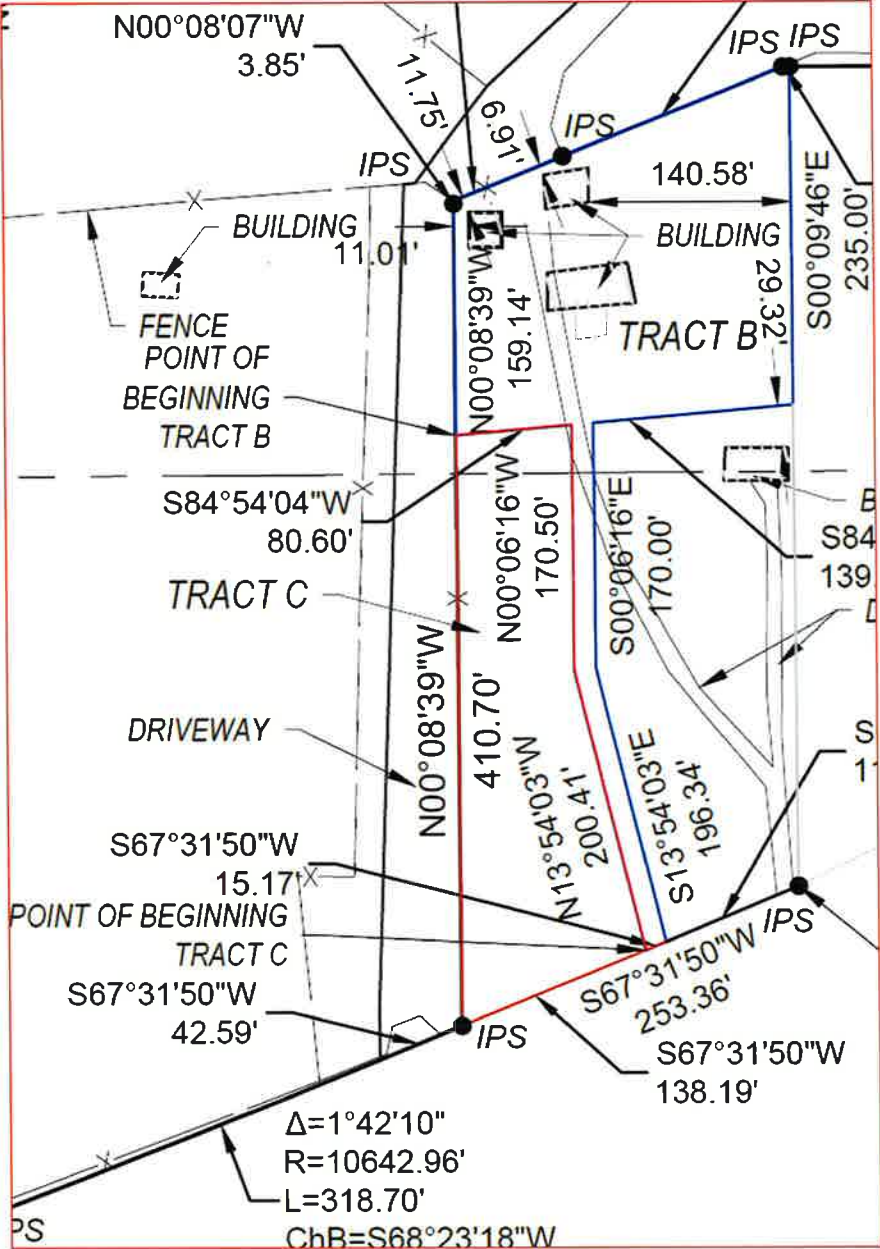 N00°08'07"W
3.85'
11.75'
6.91'
IPS IPS
IPS
IPS
140.58'
S00°09'46"E
235.00'
BUILDING
11.01'
BUILDING
29.32'
N00°08'39"W
159.14'
FENCE
TRACT B
POINT OF
BEGINNING
TRACT B
S84°54'04"W
80.60'
N00°06'16"W
170.50'
S00°06'16"E
170.00'
B
S84
139.
TRACT C
D
N00°08'39"W
410.70'
DRIVEWAY
N13°54'03"W
200.41'
S13°54'03"E
196.34'
S
11
S67°31'50"W
15.17'
POINT OF BEGINNING
TRACT C
IPS
S67°31'50"W
253.36'
S67°31'50"W
42.59'
IPS
S67°31'50"W
138.19'
Δ=1°42'10"
R=10642.96'
L=318.70'
ChB=S68°23'18"W
PS